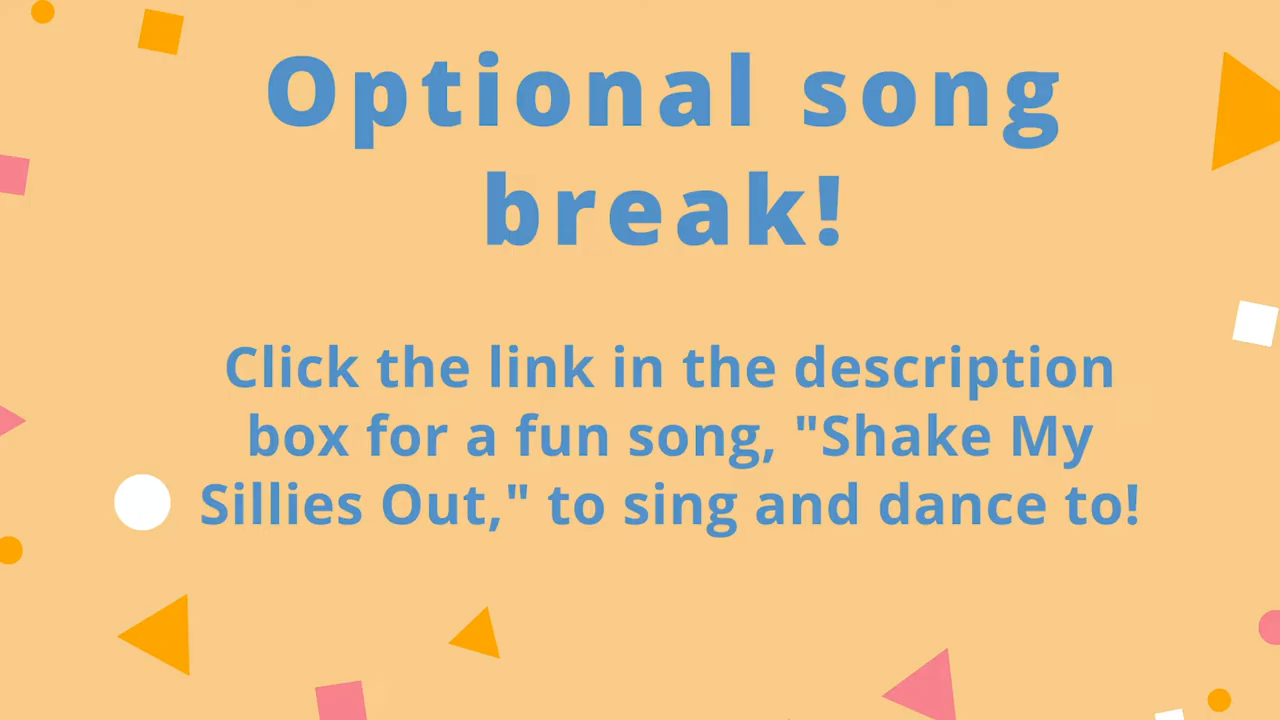 Optional song
break!
Click the link in the description
box for a fun song, "Shake My
Sillies Out," to sing and dance to!